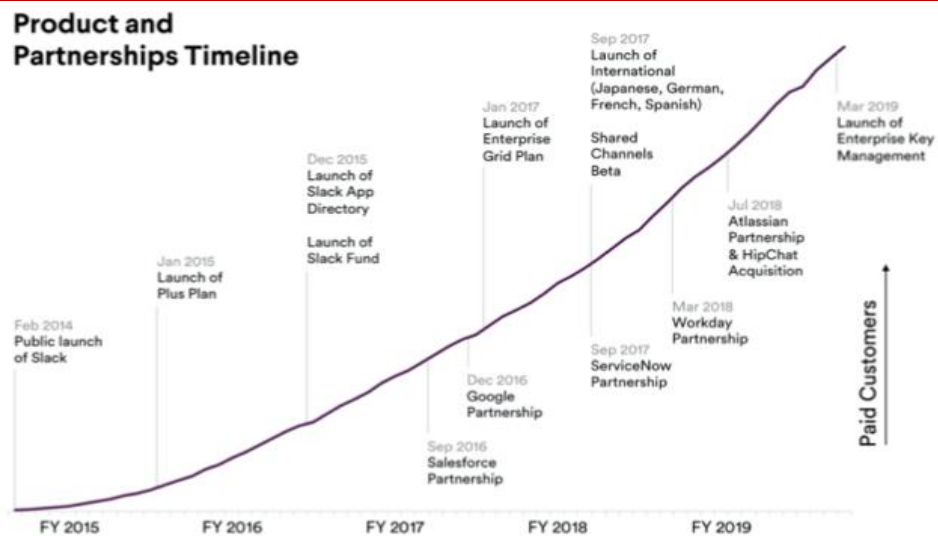 Product and
Partnerships Timeline
Feb 2014
Public launch
of Slack
Jan 2015
Launch of
Plus Plan
Dec 2015
Launch of
Slack App
Directory
Launch of
Slack Fund
Sep 2016
Salesforce
Partnership
Dec 2016
Google
Partnership
Jan 2017
Launch of
Enterprise
Grid Plan
Sep 2017
Launch of
International
(Japanese, German,
French, Spanish)
Shared
Channels
Beta
Sep 2017
ServiceNow
Partnership
Mar 2018
Workday
Partnership
Jul 2018
Atlassian
Partnership
& HipChat
Acquisition
Mar 2019
Launch of
Enterprise Key
Management
Paid Customers
FY 2015
FY 2016
FY 2017
FY 2018
FY 2019